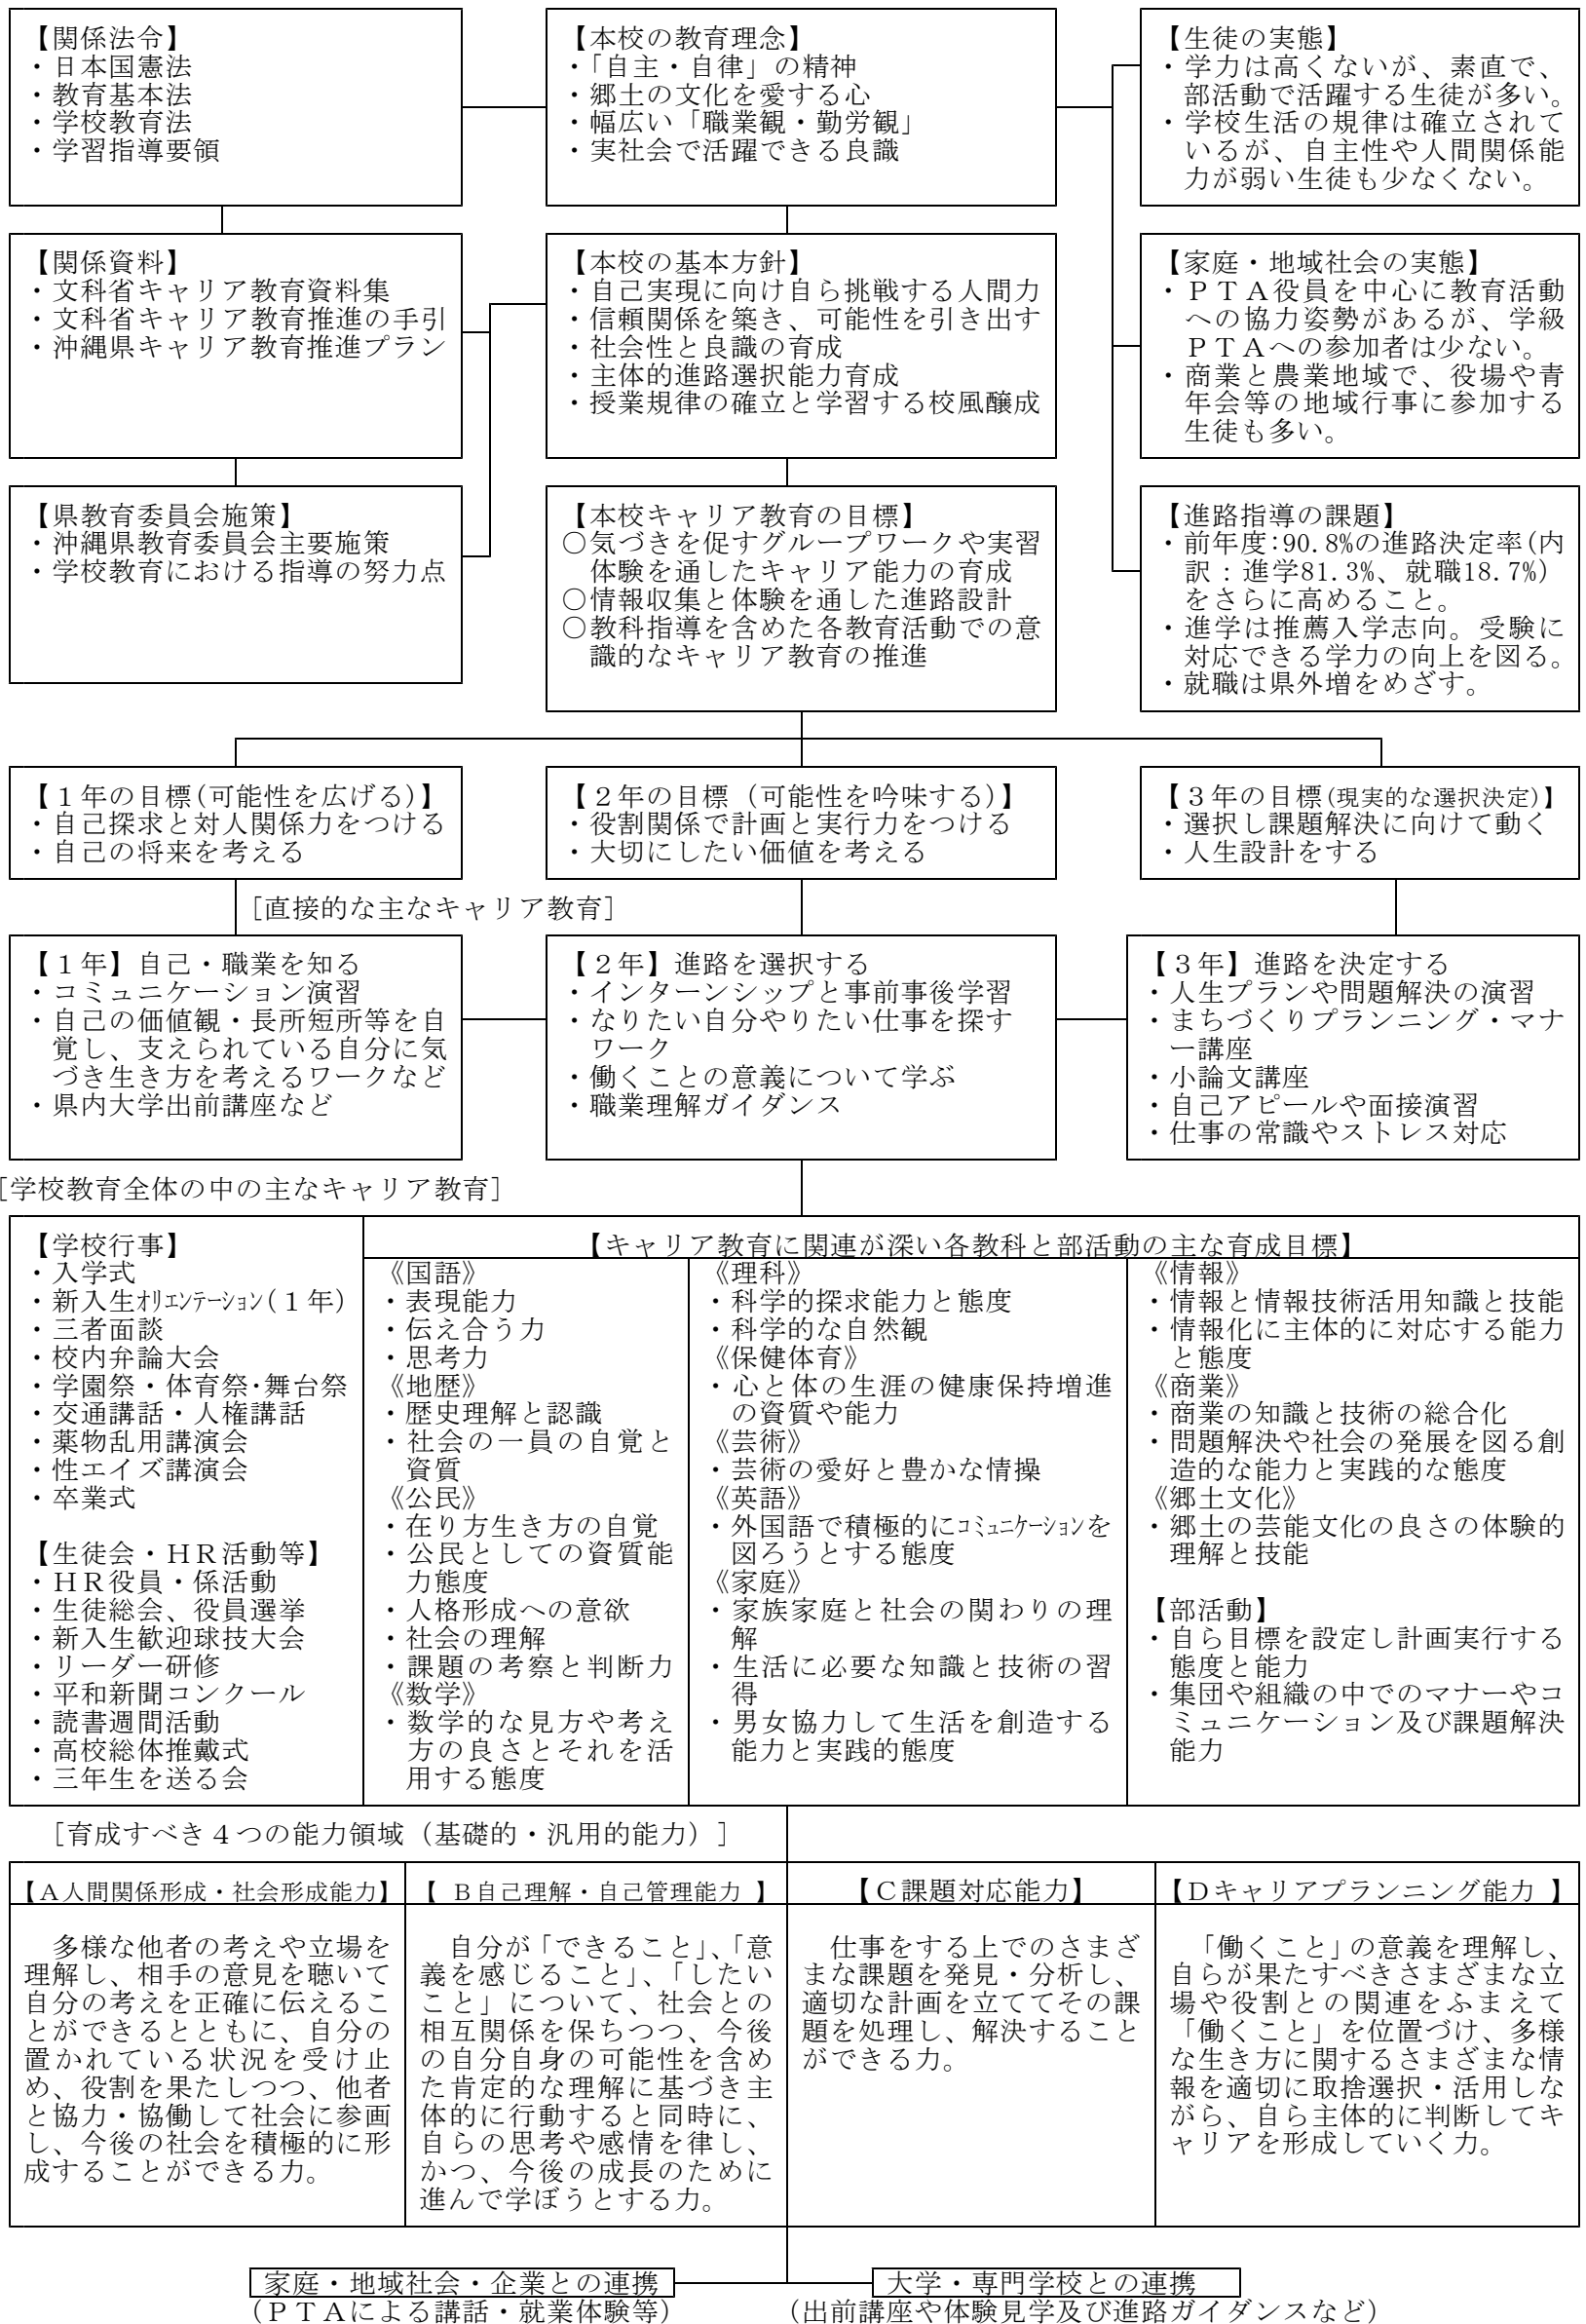 【関係法令】
・日本国憲法
・教育基本法
・学校教育法
・学習指導要領
【本校の教育理念】
・「自主・自律」の精神
・郷土の文化を愛する心
・幅広い「職業観・勤労観」
・実社会で活躍できる良識
【生徒の実態】
・学力は高くないが、素直で、
部活動で活躍する生徒が多い。
・学校生活の規律は確立されて
いるが、自主性や人間関係能
力が弱い生徒も少なくない。
【関係資料】
・文科省キャリア教育資料集
・文科省キャリア教育推進の手引
・沖縄県キャリア教育推進プラン
【本校の基本方針】
・自己実現に向け自ら挑戦する人間力
・信頼関係を築き、可能性を引き出す
・社会性と良識の育成
・主体的進路選択能力育成
・授業規律の確立と学習する校風醸成
【家庭・地域社会の実態】
・ＰＴＡ役員を中心に教育活動
への協力姿勢があるが、学級
ＰＴＡへの参加者は少ない。
・商業と農業地域で、役場や青
年会等の地域行事に参加する
生徒も多い。
【県教育委員会施策】
・沖縄県教育委員会主要施策
・学校教育における指導の努力点
【本校キャリア教育の目標】
○気づきを促すグループワークや実習
体験を通したキャリア能力の育成
○情報収集と体験を通した進路設計
○教科指導を含めた各教育活動での意
識的なキャリア教育の推進
【進路指導の課題】
・前年度:90.8%の進路決定率(内
訳：進学81.3%、就職18.7%)
をさらに高めること。
・進学は推薦入学志向。受験に
対応できる学力の向上を図る。
・就職は県外増をめざす。
【１年の目標(可能性を広げる)】
・自己探求と対人関係力をつける
・自己の将来を考える
【２年の目標（可能性を吟味する)】
・役割関係で計画と実行力をつける
・大切にしたい価値を考える
【３年の目標(現実的な選択決定)】
・選択し課題解決に向けて動く
・人生設計をする
［直接的な主なキャリア教育］
【１年】自己・職業を知る
・コミュニケーション演習
・自己の価値観・長所短所等を自
覚し、支えられている自分に気
づき生き方を考えるワークなど
・県内大学出前講座など
【２年】進路を選択する
・インターンシップと事前事後学習
・なりたい自分やりたい仕事を探す
ワーク
・働くことの意義について学ぶ
・職業理解ガイダンス
【３年】進路を決定する
・人生プランや問題解決の演習
・まちづくりプランニング・マナ
ー講座
・小論文講座
・自己アピールや面接演習
・仕事の常識やストレス対応
［学校教育全体の中の主なキャリア教育］
【学校行事】
・入学式
・新入生ｵﾘｴﾝﾃｰｼｮﾝ(１年)
・三者面談
・校内弁論大会
・学園祭・体育祭・舞台祭
・交通講話・人権講話
・薬物乱用講演会
・性エイズ講演会
・卒業式
【生徒会・ＨＲ活動等】
・ＨＲ役員・係活動
・生徒総会、役員選挙
・新入生歓迎球技大会
・リーダー研修
・平和新聞コンクール
・読書週間活動
・高校総体推戴式
・三年生を送る会
【キャリア教育に関連が深い各教科と部活動の主な育成目標】
《国語》
・表現能力
・伝え合う力
・思考力
《地歴》
・歴史理解と認識
・社会の一員の自覚と
資質
《公民》
・在り方生き方の自覚
・公民としての資質能
力態度
・人格形成への意欲
・社会の理解
・課題の考察と判断力
《数学》
・数学的な見方や考え
方の良さとそれを活
用する態度
《理科》
・科学的探求能力と態度
・科学的な自然観
《保健体育》
・心と体の生涯の健康保持増進
の資質や能力
《芸術》
・芸術の愛好と豊かな情操
《英語》
・外国語で積極的にｺﾐｭﾆｹｰｼｮﾝを
図ろうとする態度
《家庭》
・家族家庭と社会の関わりの理
解
・生活に必要な知識と技術の習
得
・男女協力して生活を創造する
能力と実践的態度
《情報》
・情報と情報技術活用知識と技能
・情報化に主体的に対応する能力
と態度
《商業》
・商業の知識と技術の総合化
・問題解決や社会の発展を図る創
造的な能力と実践的な態度
《郷土文化》
・郷土の芸能文化の良さの体験的
理解と技能
【部活動】
・自ら目標を設定し計画実行する
態度と能力
・集団や組織の中でのマナーやコ
ミュニケーション及び課題解決
能力
［育成すべき４つの能力領域（基礎的・汎用的能力）］
【Ａ人間関係形成・社会形成能力】
多様な他者の考えや立場を
理解し、相手の意見を聴いて
自分の考えを正確に伝えるこ
とができるとともに、自分の
置かれている状況を受け止
め、役割を果たしつつ、他者
と協力・協働して社会に参画
し、今後の社会を積極的に形
成することができる力。
【 Ｂ自己理解・自己管理能力 】
自分が「できること」、「意
義を感じること」、「したい
こと」について、社会との
相互関係を保ちつつ、今後
の自分自身の可能性を含め
た肯定的な理解に基づき主
体的に行動すると同時に、
自らの思考や感情を律し、
かつ、今後の成長のために
進んで学ぼうとする力。
【Ｃ課題対応能力】
仕事をする上でのさまざ
まな課題を発見・分析し、
適切な計画を立ててその課
題を処理し、解決すること
ができる力。
【Ｄキャリアプランニング能力 】
「働くこと」の意義を理解し、
自らが果たすべきさまざまな立
場や役割との関連をふまえて
「働くこと」を位置づけ、多様
な生き方に関するさまざまな情
報を適切に取捨選択・活用しな
がら、自ら主体的に判断してキ
ャリアを形成していく力。
家庭・地域社会・企業との連携
（ＰＴＡによる講話・就業体験等）
大学・専門学校との連携
（出前講座や体験見学及び進路ガイダンスなど）